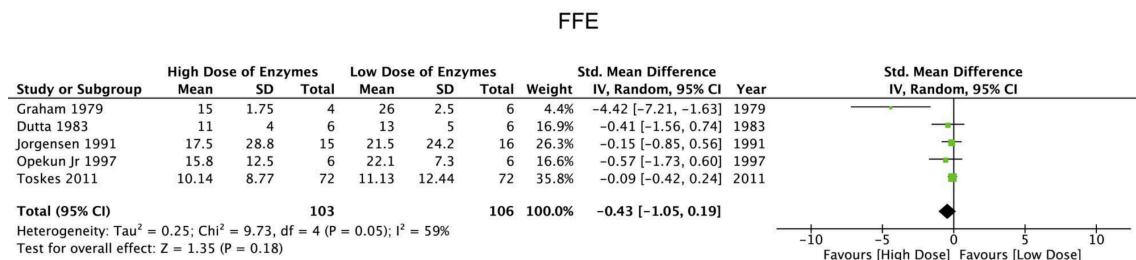 FFE
High Dose of Enzymes Low Dose of Enzymes Std. Mean Difference Std. Mean Difference
Study or Subgroup Mean SD Total Mean SD Total Weight IV, Random, 95% CI Year IV, Random, 95% CI
Graham 1979 15 1.75 4 26 2.5 6 4.4% -4.42 [-7.21, -1.63] 1979
Dutta 1983 11 4 6 13 5 6 16.9% -0.41 [-1.56, 0.74] 1983
Jorgensen 1991 17.5 28.8 15 21.5 24.2 16 26.3% -0.15 [-0.85, 0.56] 1991
Opekun Jr 1997 15.8 12.5 6 22.1 7.3 6 16.6% -0.57 [-1.73, 0.60] 1997
Toskes 2011 10.14 8.77 72 11.13 12.44 72 35.8% -0.09 [-0.42, 0.24] 2011
Total (95% CI) 103 106 100.0% -0.43 [-1.05, 0.19]
Heterogeneity: Tau² = 0.25; Chi² = 9.73, df = 4 (P = 0.05); I² = 59%
Test for overall effect: Z = 1.35 (P = 0.18)
-10 -5 0 5 10
Favours [High Dose] Favours [Low Dose]